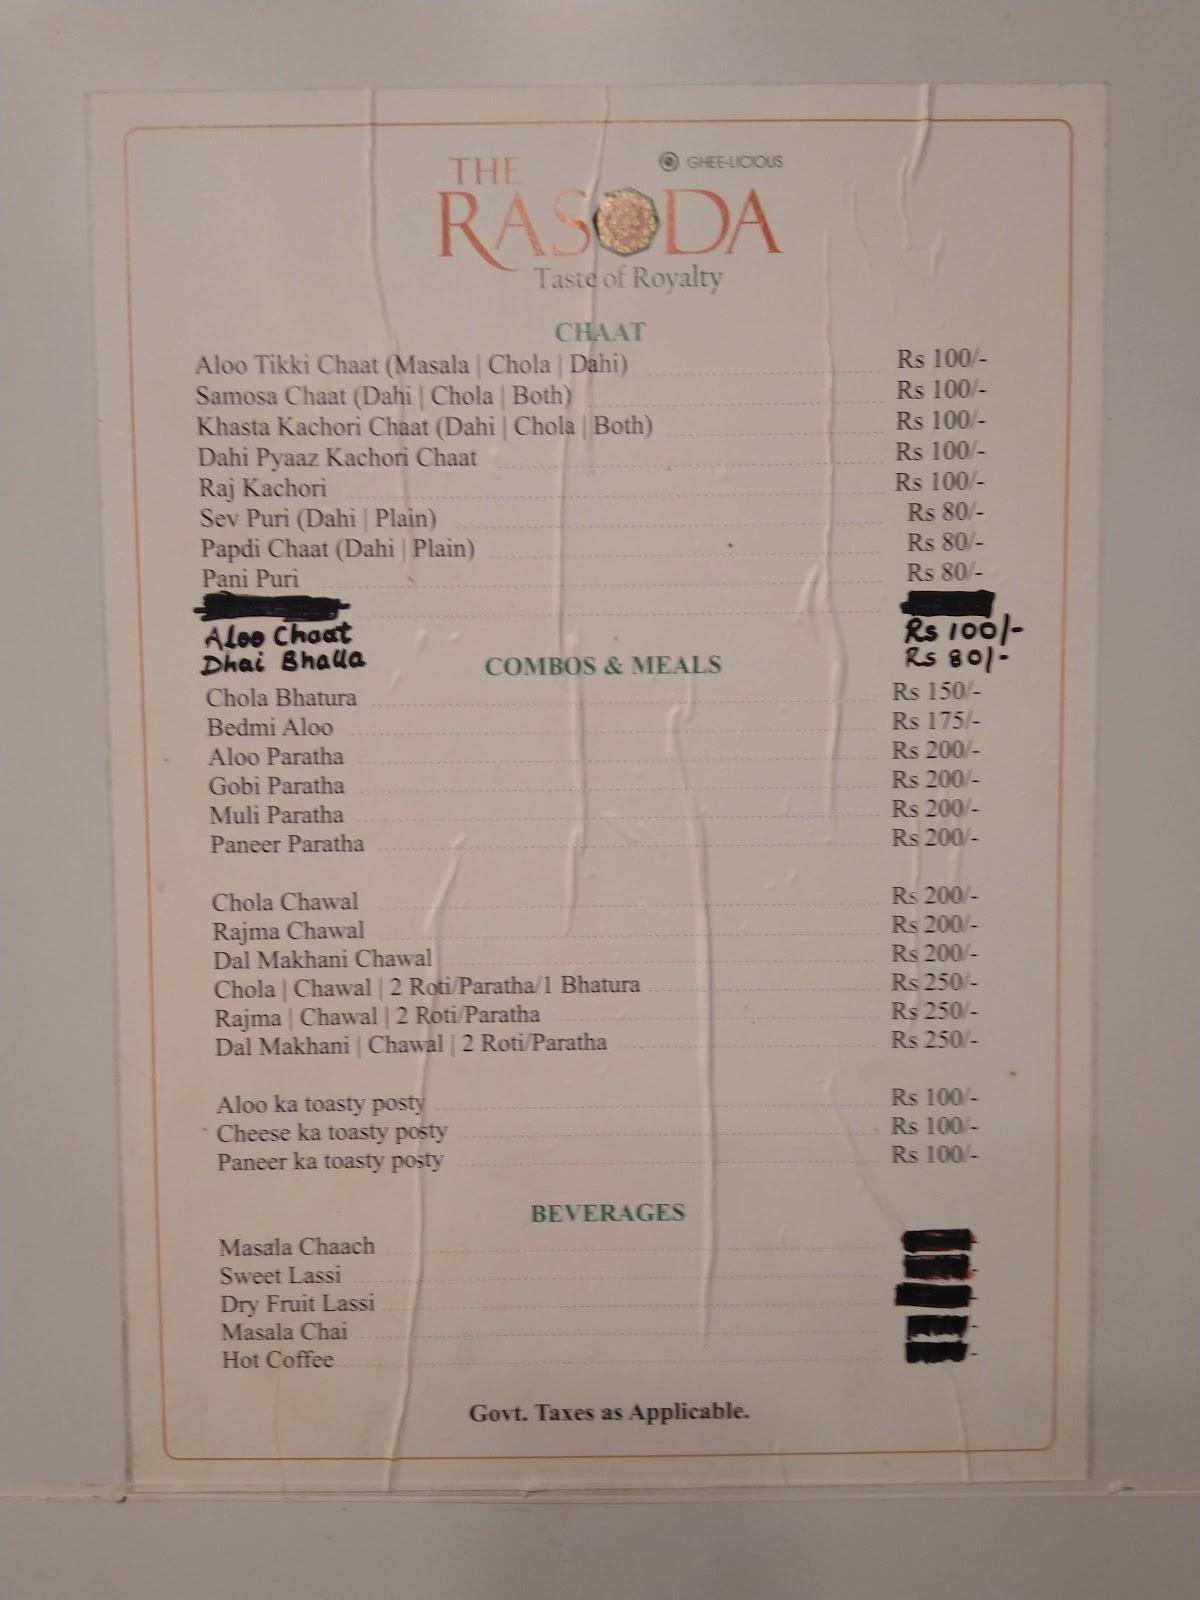 THE
GHEE-LICIOUS
RASODA
Taste of Royalty
CHAAT
Aloo Tikki Chaat (Masala | Chola | Dahi) Rs 100/-
Samosa Chaat (Dahi | Chola | Both) Rs 100/-
Khasta Kachori Chaat (Dahi | Chola | Both) Rs 100/-
Dahi Pyaaz Kachori Chaat Rs 100/-
Raj Kachori Rs 100/-
Sev Puri (Dahi | Plain) Rs 80/-
Papdi Chaat (Dahi | Plain) Rs 80/-
Pani Puri Rs 80/-
Aloo Chaat Rs 100/-
Dhai Bhalla Rs 80/-
COMBOS & MEALS
Chola Bhatura Rs 150/-
Bedmi Aloo Rs 175/-
Aloo Paratha Rs 200/-
Gobi Paratha Rs 200/-
Muli Paratha Rs 200/-
Paneer Paratha Rs 200/-
Chola Chawal Rs 200/-
Rajma Chawal Rs 200/-
Dal Makhani Chawal Rs 200/-
Chola | Chawal | 2 Roti/Paratha/1 Bhatura Rs 250/-
Rajma | Chawal | 2 Roti/Paratha Rs 250/-
Dal Makhani | Chawal | 2 Roti/Paratha Rs 250/-
Aloo ka toasty posty Rs 100/-
Cheese ka toasty posty Rs 100/-
Paneer ka toasty posty Rs 100/-
BEVERAGES
Masala Chaach
Sweet Lassi
Dry Fruit Lassi
Masala Chai
Hot Coffee
Govt. Taxes as Applicable.